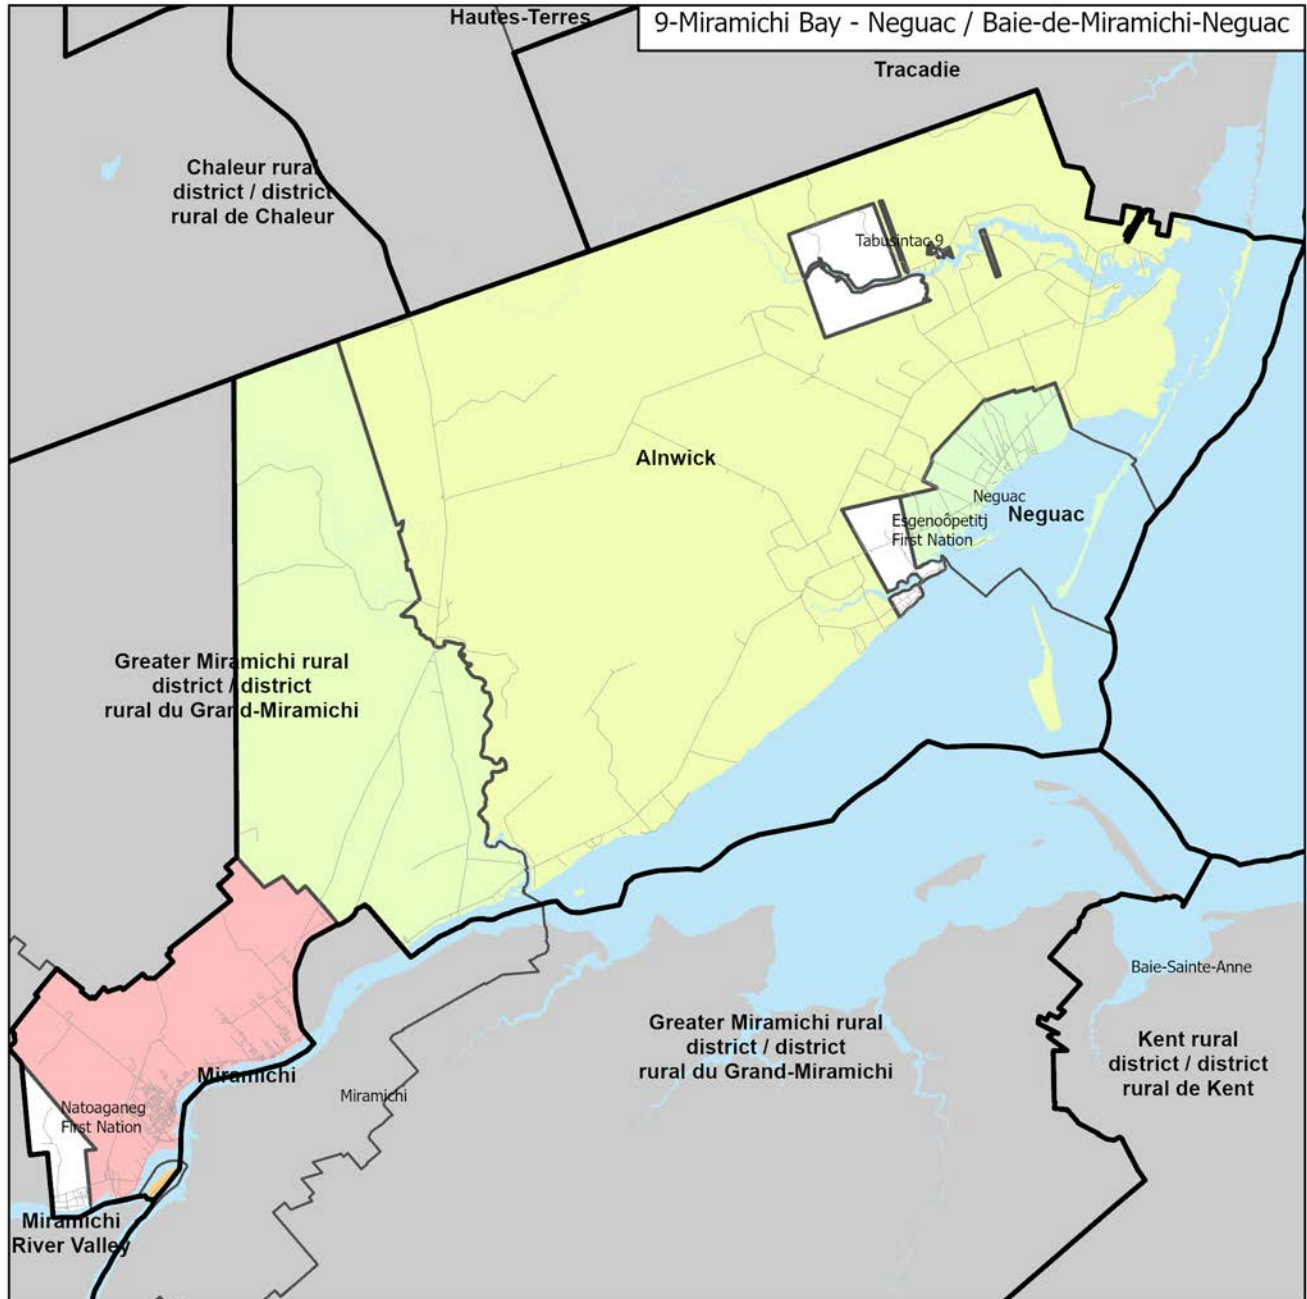 Hautes-Terres
9-Miramichi Bay - Neguac / Baie-de-Miramichi-Neguac
Tracadie
Chaleur rural
district / district
rural de Chaleur
Tabusintac 9
Alnwick
Neguac
Neguac
Esgenoôpetitj
First Nation
Greater Miramichi rural
district / district
rural du Grand-Miramichi
Baie-Sainte-Anne
Greater Miramichi rural
district / district
rural du Grand-Miramichi
Kent rural
district / district
rural de Kent
Miramichi
Miramichi
Natoaganeg
First Nation
Miramichi
River Valley